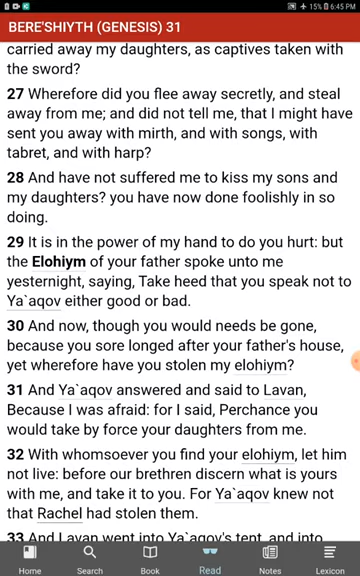 15% 6:45 PM
BERE'SHIYTH (GENESIS) 31
carried away my daughters, as captives taken with
the sword?
27 Wherefore did you flee away secretly, and steal
away from me; and did not tell me, that I might have
sent you away with mirth, and with songs, with
tabret, and with harp?
28 And have not suffered me to kiss my sons and
my daughters? you have now done foolishly in so
doing.
29 It is in the power of my hand to do you hurt: but
the Elohiym of your father spoke unto me
yesternight, saying, Take heed that you speak not to
Ya`aqov either good or bad.
30 And now, though you would needs be gone,
because you sore longed after your father's house,
yet wherefore have you stolen my elohiym?
31 And Ya`aqov answered and said to Lavan,
Because I was afraid: for I said, Perchance you
would take by force your daughters from me.
32 With whomsoever you find your elohiym, let him
not live: before our brethren discern what is yours
with me, and take it to you. For Ya`aqov knew not
that Rachel had stolen them.
33 And Lavan went into Ya`aqov's tent, and into
Home Search Book Read Notes Lexicon